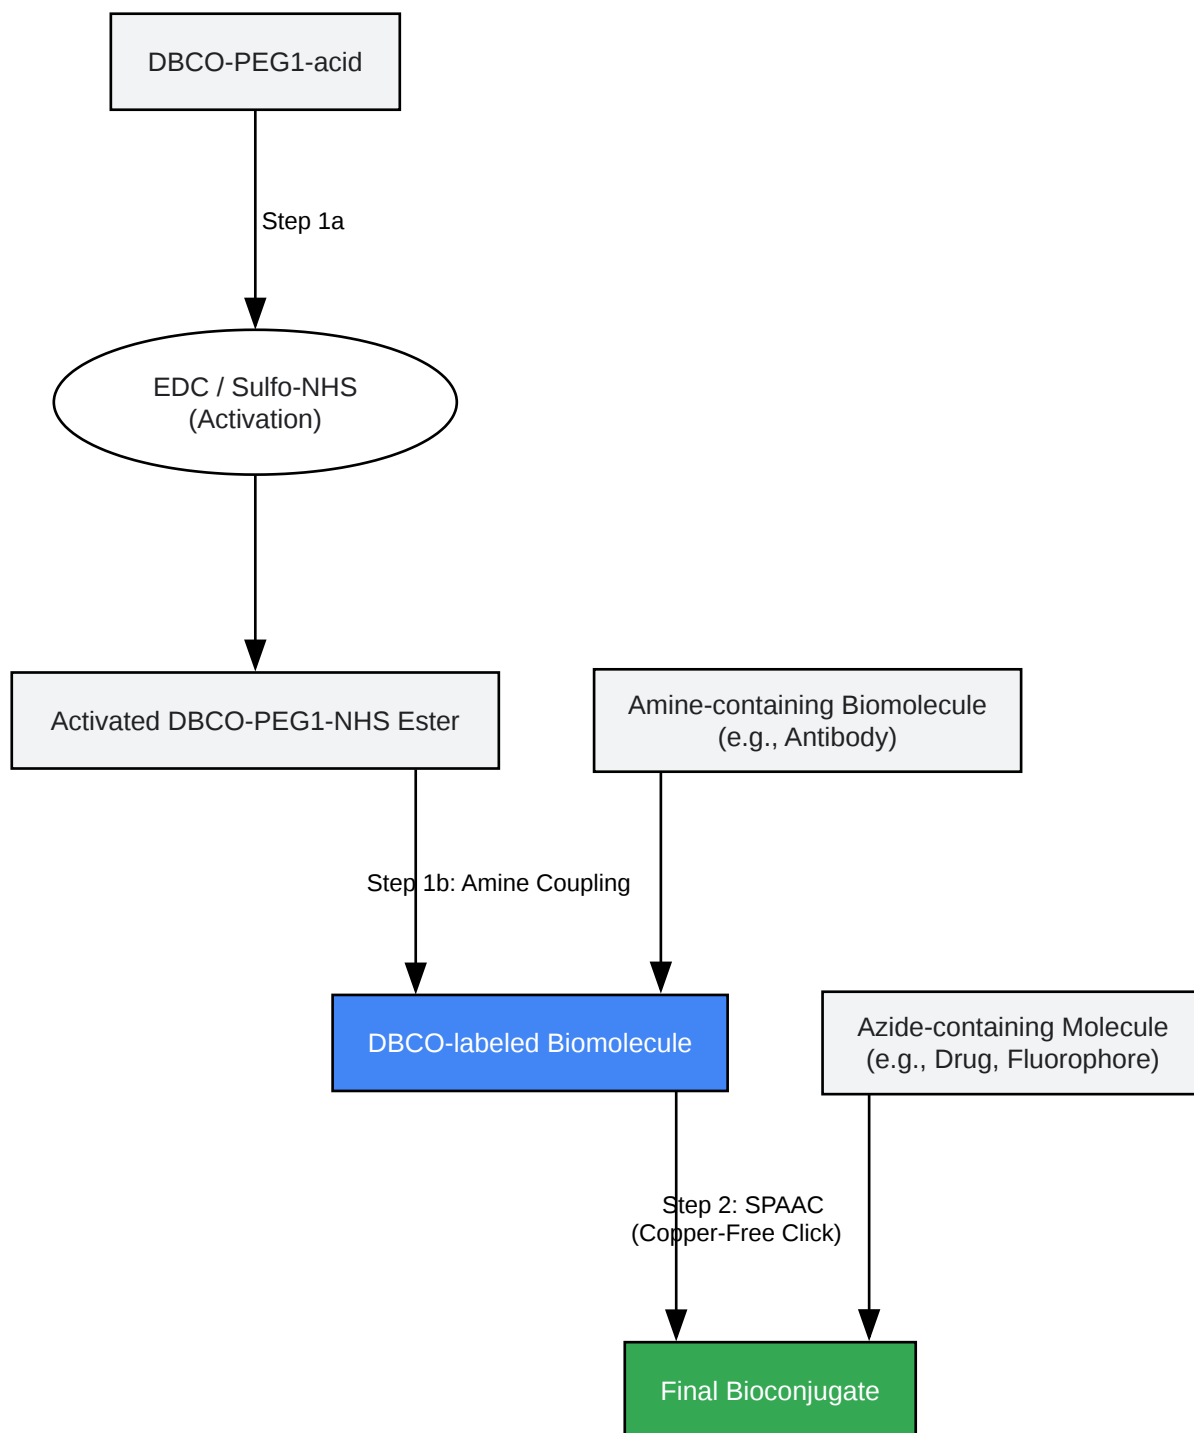 DBCO-PEG1-acid
Step 1a
EDC / Sulfo-NHS
(Activation)
Activated DBCO-PEG1-NHS Ester
Amine-containing Biomolecule
(e.g., Antibody)
Step 1b: Amine Coupling
DBCO-labeled Biomolecule
Azide-containing Molecule
(e.g., Drug, Fluorophore)
Step 2: SPAAC
(Copper-Free Click)
Final Bioconjugate